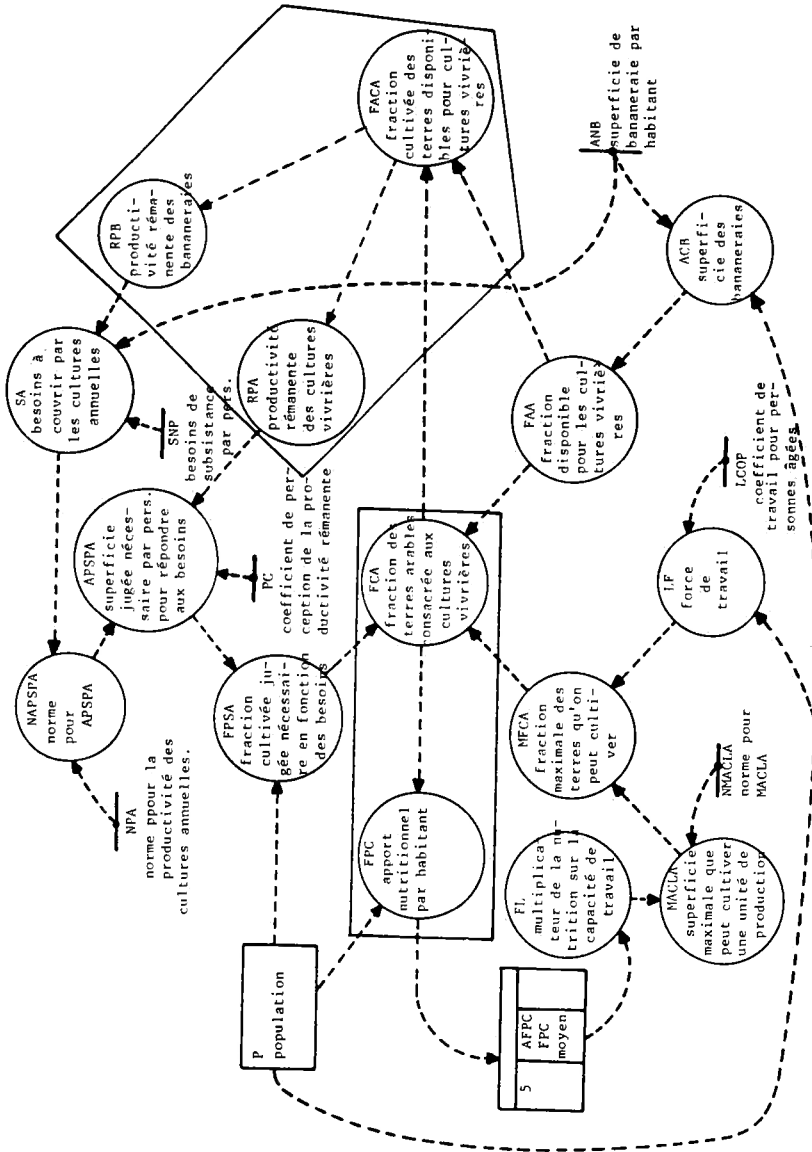 NPA
norme ppour la
productivité des
cultures annuelles.
NAPSPA
norme
pour
APSPA
SA
besoins à
couvrir par
les cultures
annuelles
SNP
besoins de
subsistance
par pers.
RPB
producti-
vité réma-
nente des
bananeraies
APSPA
superficie
jugée néces-
saire par pers.
pour répondre
aux besoins
PC
coefficient de per-
ception de la pro-
ductivité rémanente
RPA
productivité
rémanente
des cultures
vivrières
FACA
fraction
cultivée des
terres disponi-
bles pour cul-
tures vivriè-
res
P
population
FPSA
fraction
cultivée ju-
gée nécessai-
re en fonction
des besoins
FPC
apport
nutritionnel
par habitant
FCA
fraction des
terres arables
consacrée aux
cultures
vivrières
5
AFPC
FPC
moyen
FL
multiplica
teur de la nu-
trition sur la
capacité de
travail
MFCA
fraction
maximale des
terres qu'on
peut culti-
ver
FAA
fraction
disponible
pour les cul-
tures vivriè-
res
ANB
superficie de
bananeraie par
habitant
MACLA
superficie
maximale que
peut cultiver
une unité de
production
NMACLA
norme pour
MACLA
LF
force
de
travail
LCOP
coefficient de
travail pour per-
sonnes âgées
ACB
superfi-
cie des
bananeraies